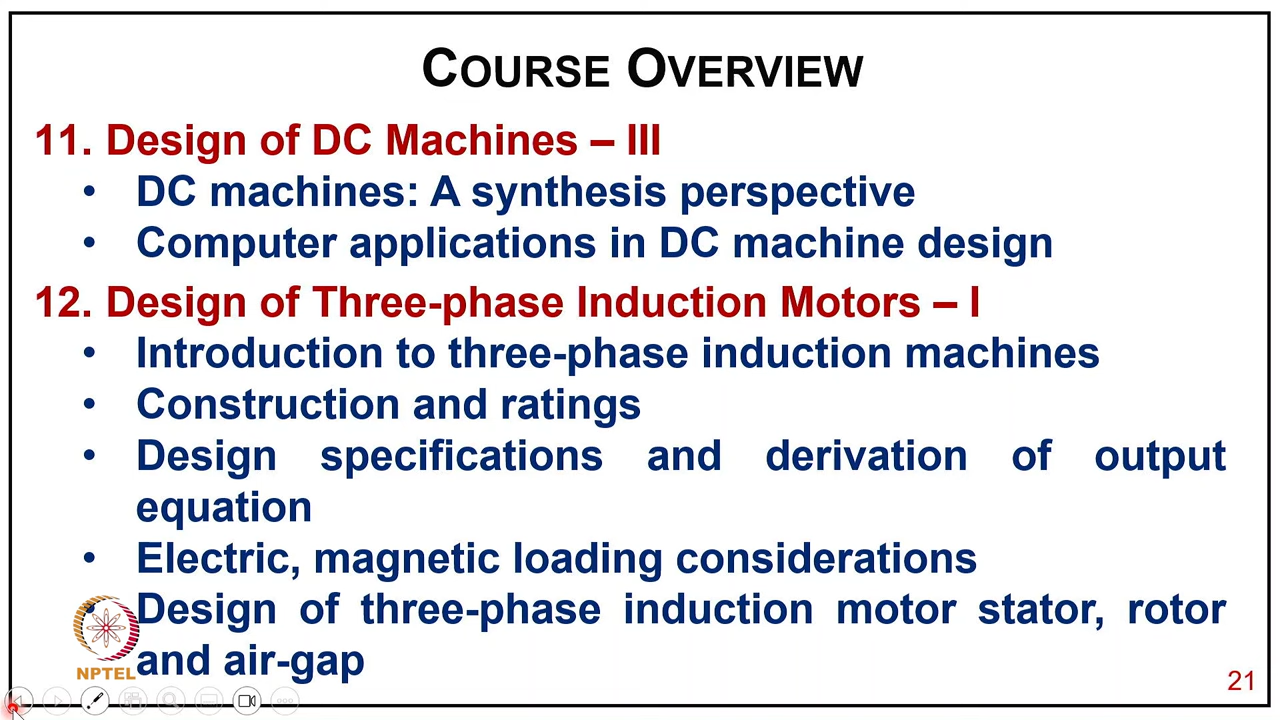 COURSE OVERVIEW
11. Design of DC Machines – III
• DC machines: A synthesis perspective
• Computer applications in DC machine design
12. Design of Three-phase Induction Motors – I
• Introduction to three-phase induction machines
• Construction and ratings
• Design specifications and derivation of output
equation
• Electric, magnetic loading considerations
• Design of three-phase induction motor stator, rotor
and air-gap
NPTEL
21